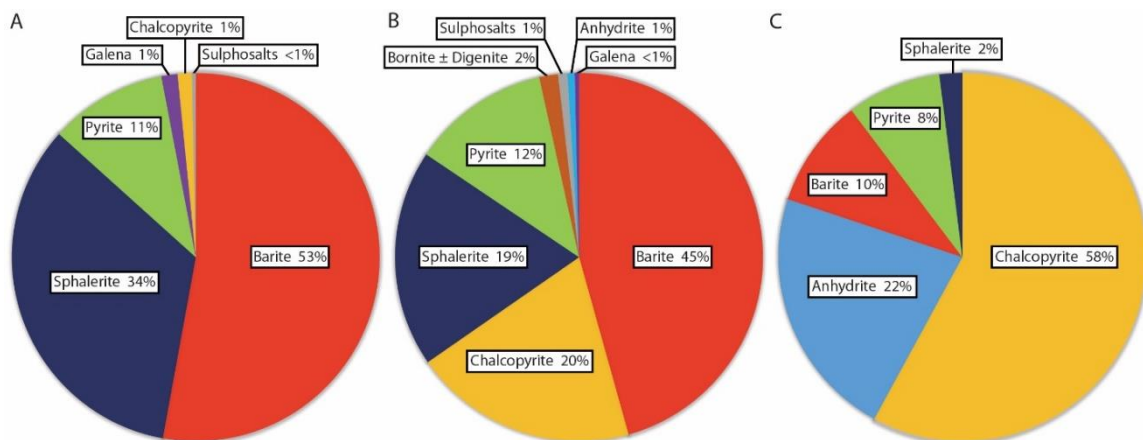 A
Chalcopyrite 1%
Galena 1%
Sulphosalts <1%
Pyrite 11%
Sphalerite 34%
Barite 53%
B
Sulphosalts 1%
Anhydrite 1%
Bornite ± Digenite 2%
Galena <1%
Pyrite 12%
Sphalerite 19%
Barite 45%
Chalcopyrite 20%
C
Sphalerite 2%
Pyrite 8%
Barite 10%
Chalcopyrite 58%
Anhydrite 22%